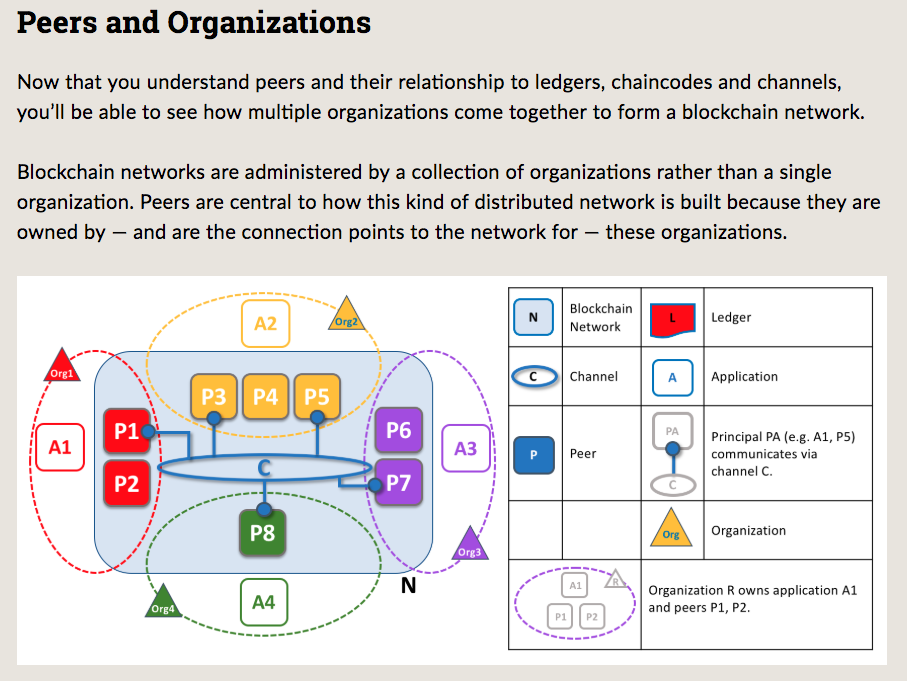 Peers and Organizations
Now that you understand peers and their relationship to ledgers, chaincodes and channels,
you'll be able to see how multiple organizations come together to form a blockchain network.
Blockchain networks are administered by a collection of organizations rather than a single
organization. Peers are central to how this kind of distributed network is built because they are
owned by — and are the connection points to the network for — these organizations.
A2
Org2
Org1
P3
P4
P5
A1
P1
P6
A3
C
P2
P7
P8
Org3
N
Org4
A4
N
Blockchain
Network
L
Ledger
C
Channel
A
Application
P
Peer
PA
C
Principal PA (e.g. A1, P5)
communicates via
channel C.
Org
Organization
A1
R
P1
P2
Organization R owns application A1
and peers P1, P2.